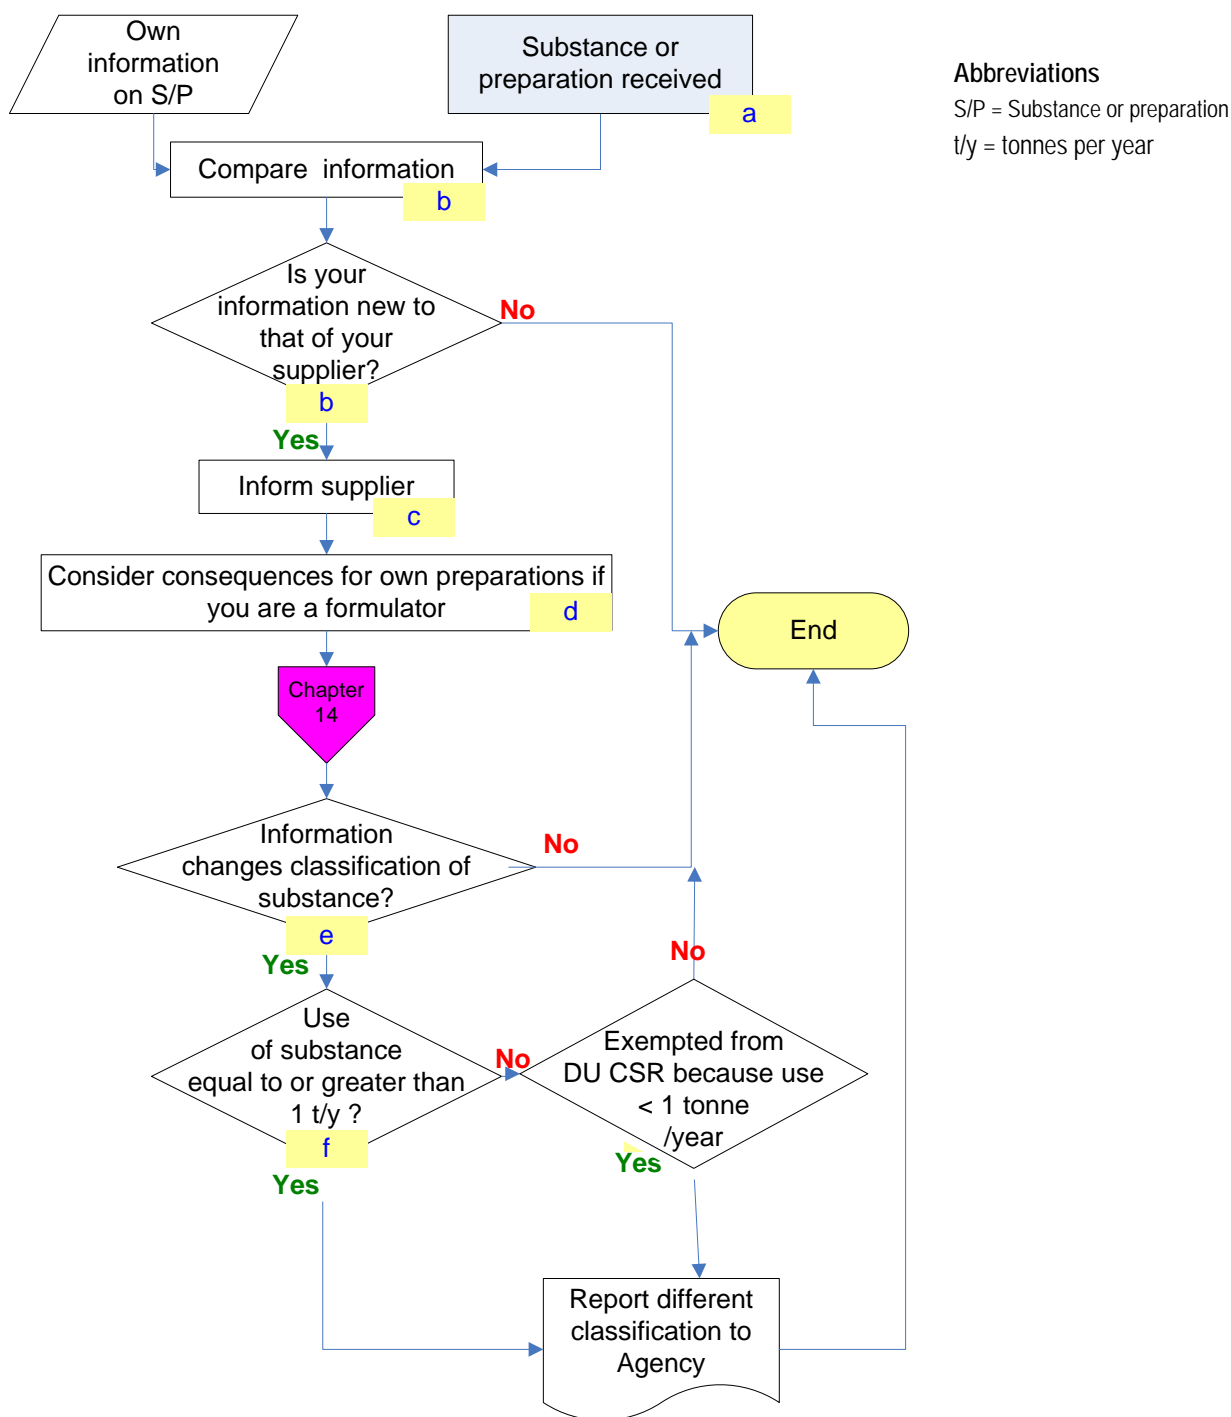 Own
information
on S/P
Substance or
preparation received
a
Abbreviations
S/P = Substance or preparation
t/y = tonnes per year
Compare information
b
Is your
information new to
that of your
supplier?
No
b
Yes
Inform supplier
c
Consider consequences for own preparations if
you are a formulator
d
End
Chapter
14
Information
changes classification of
substance?
No
e
Yes
No
Use
of substance
equal to or greater than
1 t/y ?
No
f
Yes
Exempted from
DU CSR because use
< 1 tonne
/year
Yes
Report different
classification to
Agency